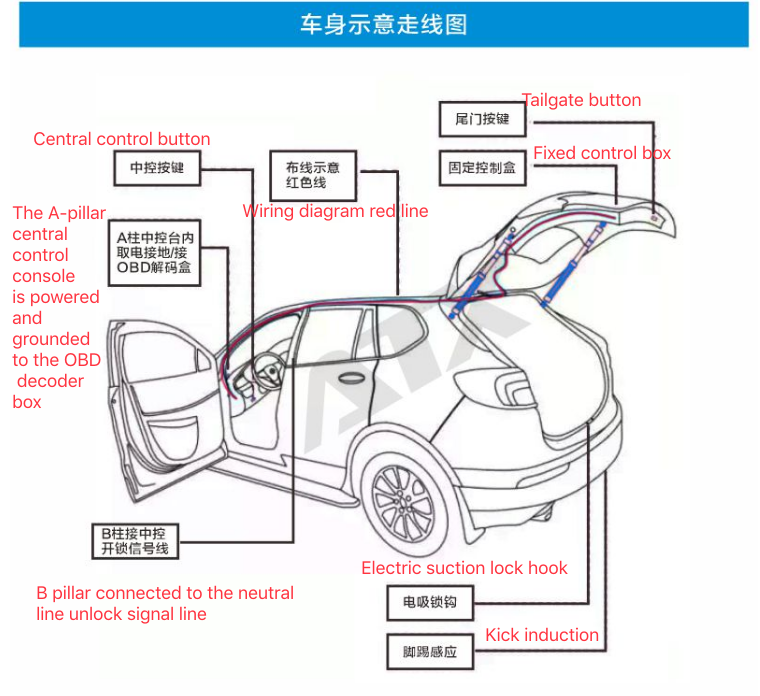 车身示意走线图
Tailgate button
尾门按键
Central control button
中控按键
布线示意
红色线
Fixed control box
固定控制盒
Wiring diagram red line
The A-pillar
central
control
console
is powered
and
grounded
to the OBD
decoder
box
A柱中控台内
取电接地/接
OBD解码盒
ATX
B柱接中控
开锁信号线
B pillar connected to the neutral
line unlock signal line
Electric suction lock hook
电吸锁钩
Kick induction
脚踢感应